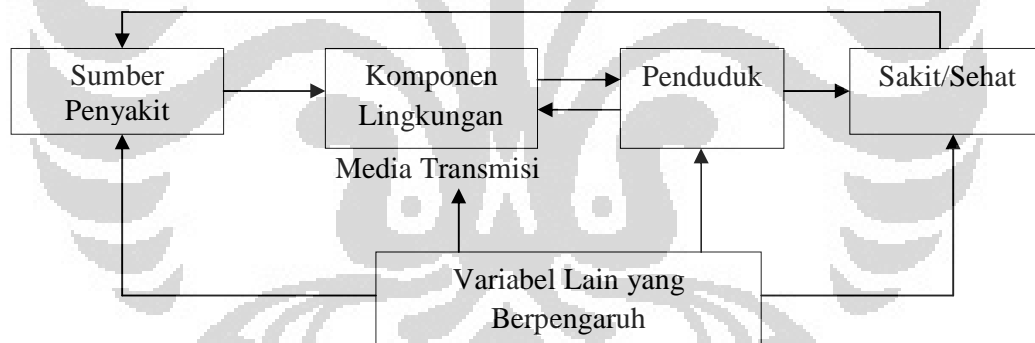 Sumber
Penyakit
Komponen
Lingkungan
Penduduk
Sakit/Sehat
Media Transmisi
Variabel Lain yang
Berpengaruh